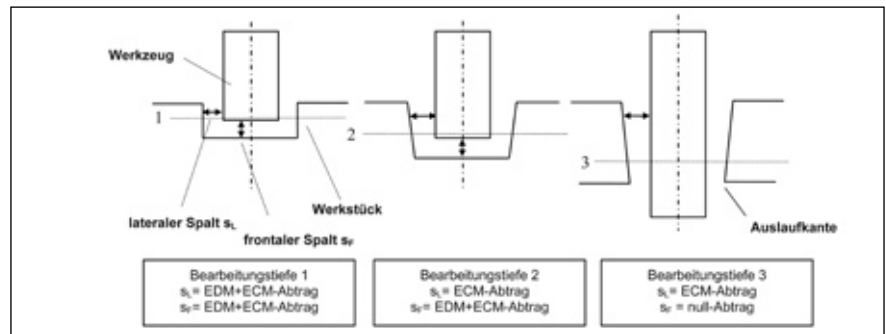 Werkzeug
1
2
3
lateraler Spalt sL
Werkstück
frontaler Spalt sF
Auslaufkante
Bearbeitungstiefe 1
sL= EDM+ECM-Abtrag
sF= EDM+ECM-Abtrag
Bearbeitungstiefe 2
sL= ECM-Abtrag
sF= EDM+ECM-Abtrag
Bearbeitungstiefe 3
sL= ECM-Abtrag
sF = null-Abtrag